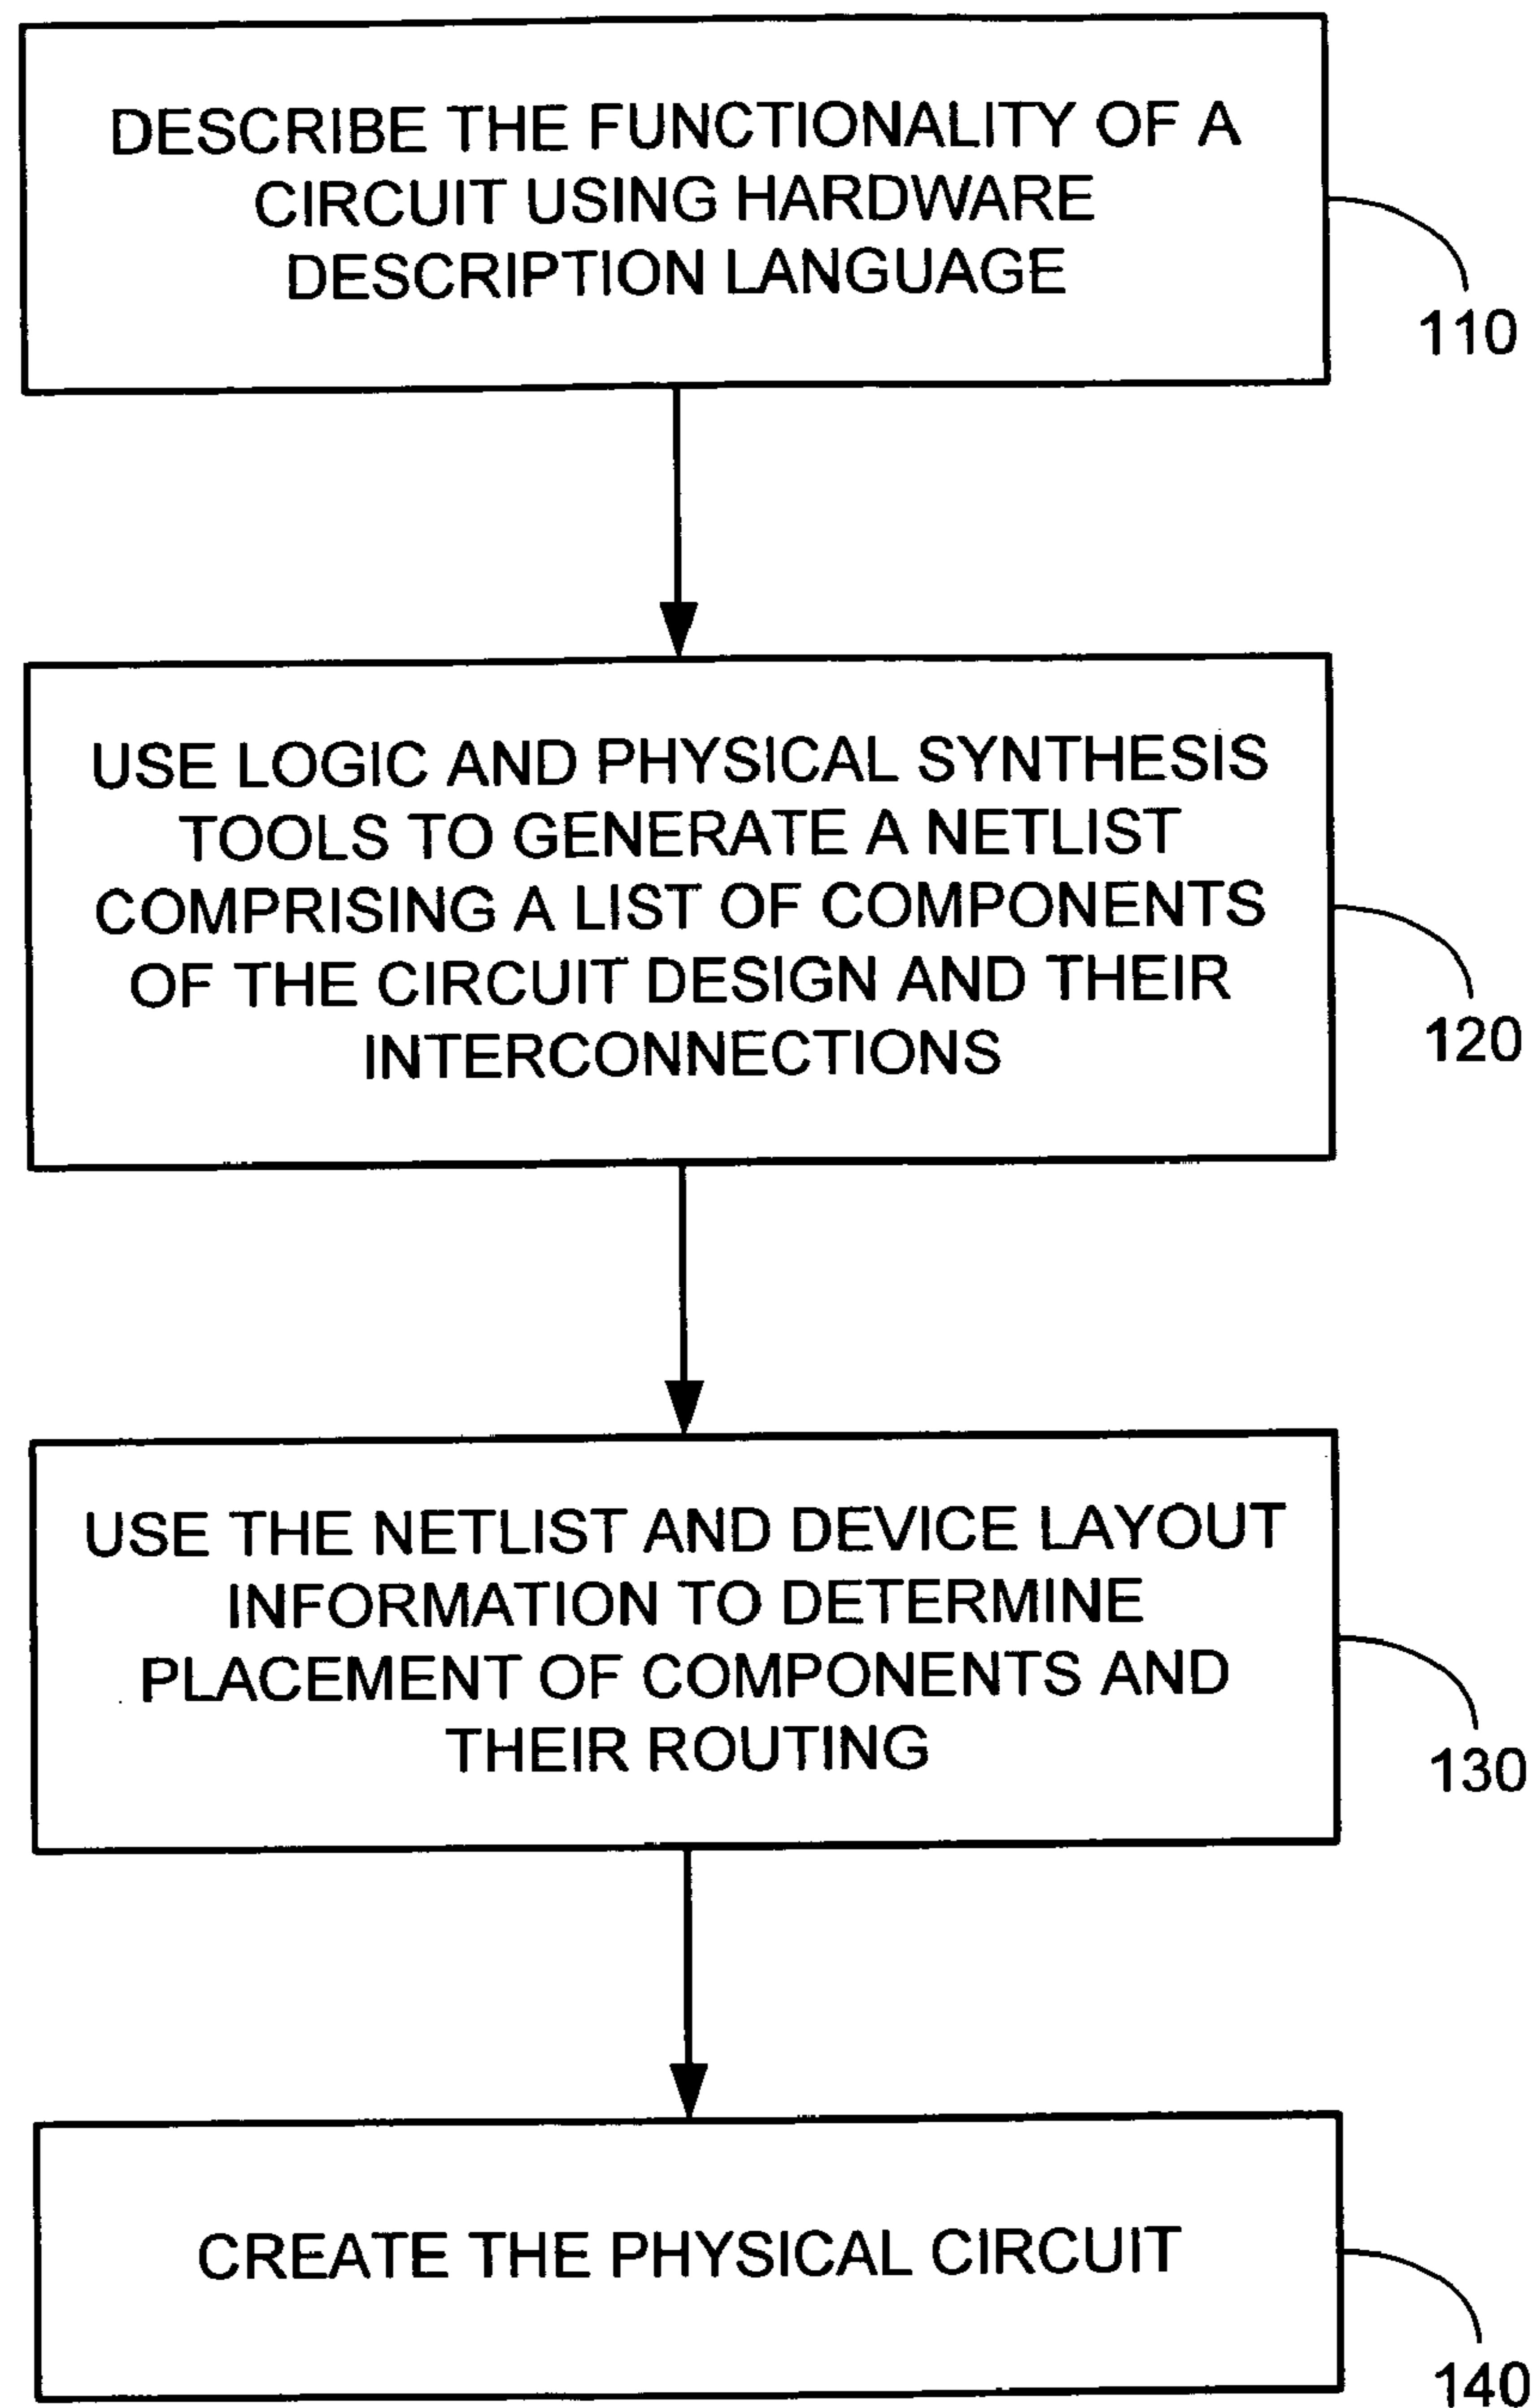 DESCRIBE THE FUNCTIONALITY OF A
CIRCUIT USING HARDWARE
DESCRIPTION LANGUAGE
110
USE LOGIC AND PHYSICAL SYNTHESIS
TOOLS TO GENERATE A NETLIST
COMPRISING A LIST OF COMPONENTS
OF THE CIRCUIT DESIGN AND THEIR
INTERCONNECTIONS
120
USE THE NETLIST AND DEVICE LAYOUT
INFORMATION TO DETERMINE
PLACEMENT OF COMPONENTS AND
THEIR ROUTING
130
CREATE THE PHYSICAL CIRCUIT
140